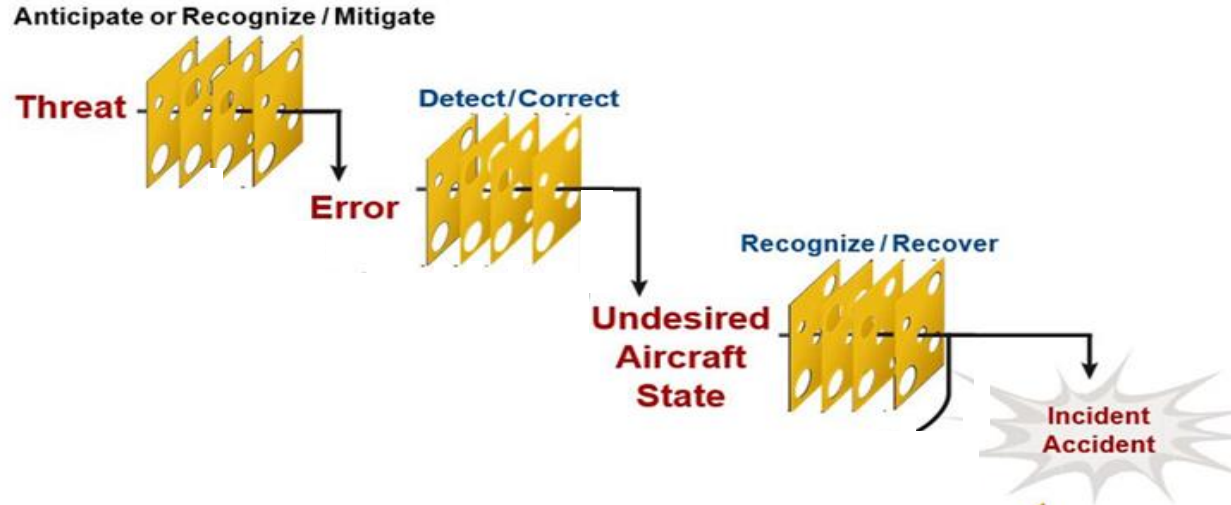 Anticipate or Recognize / Mitigate
Threat
Detect/Correct
Error
Recognize / Recover
Undesired
Aircraft
State
Incident
Accident